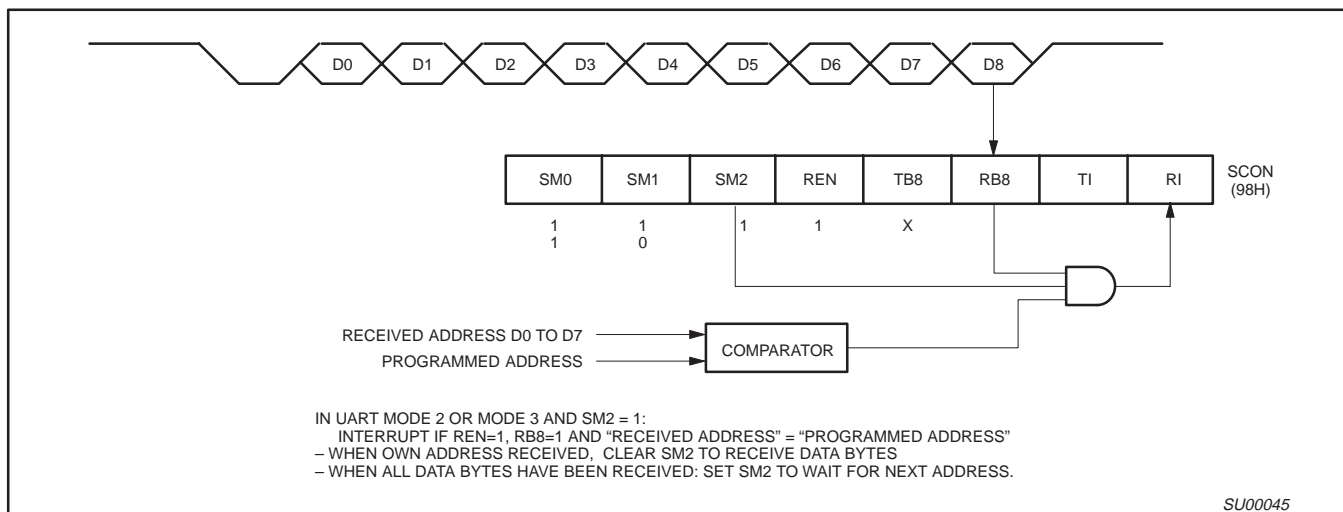 D0 D1 D2 D3 D4 D5 D6 D7 D8
SM0 SM1 SM2 REN TB8 RB8 TI RI
SCON
(98H)
1 1 1 1 X
1 0
RECEIVED ADDRESS D0 TO D7
PROGRAMMED ADDRESS
COMPARATOR
IN UART MODE 2 OR MODE 3 AND SM2 = 1:
INTERRUPT IF REN=1, RB8=1 AND “RECEIVED ADDRESS” = “PROGRAMMED ADDRESS”
– WHEN OWN ADDRESS RECEIVED, CLEAR SM2 TO RECEIVE DATA BYTES
– WHEN ALL DATA BYTES HAVE BEEN RECEIVED: SET SM2 TO WAIT FOR NEXT ADDRESS.
SU00045